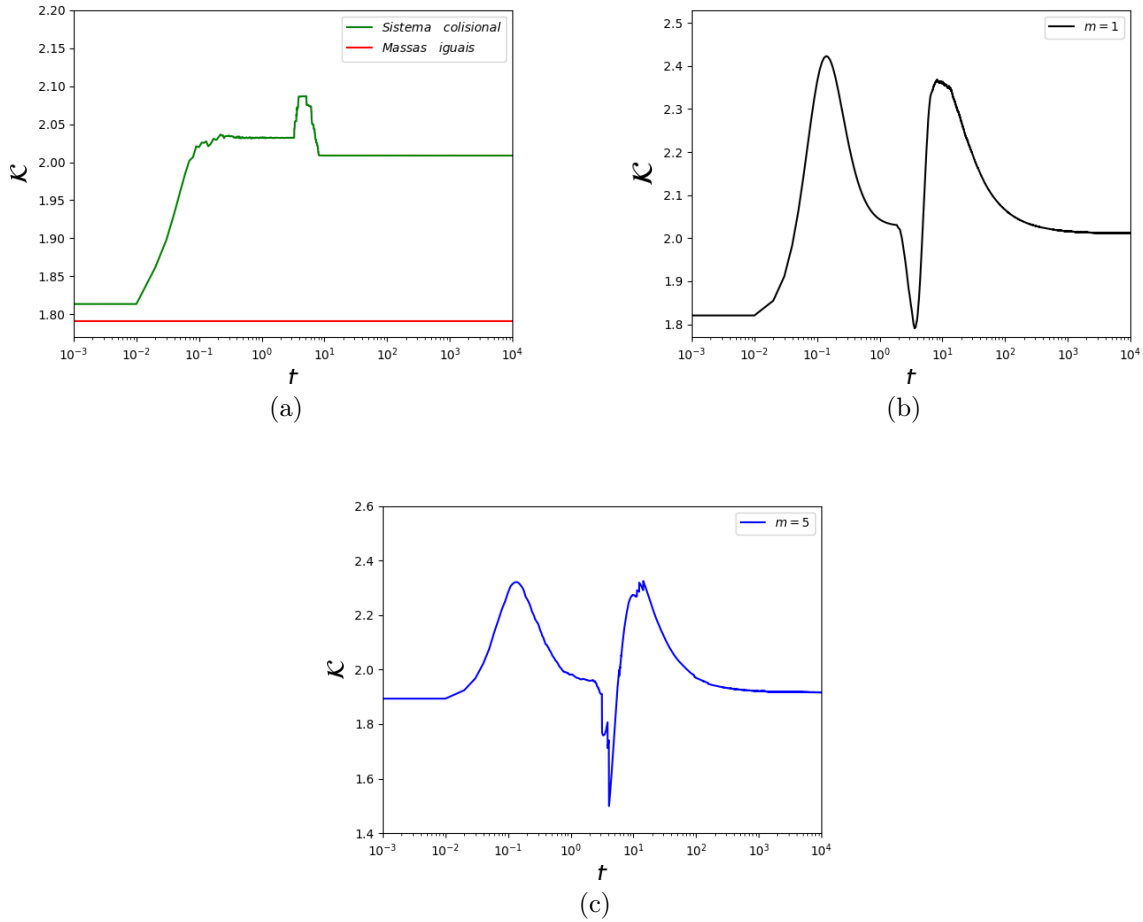 2.20
2.15
2.10
2.05
2.00
1.95
1.90
1.85
1.80
𝒦
Sistema colisional
Massas iguais
10⁻³ 10⁻² 10⁻¹ 10⁰ 10¹ 10² 10³ 10⁴
t
(a)
2.5
2.4
2.3
2.2
2.1
2.0
1.9
1.8
𝒦
m = 1
10⁻³ 10⁻² 10⁻¹ 10⁰ 10¹ 10² 10³ 10⁴
t
(b)
2.6
2.4
2.2
2.0
1.8
1.6
1.4
𝒦
m = 5
10⁻³ 10⁻² 10⁻¹ 10⁰ 10¹ 10² 10³ 10⁴
t
(c)